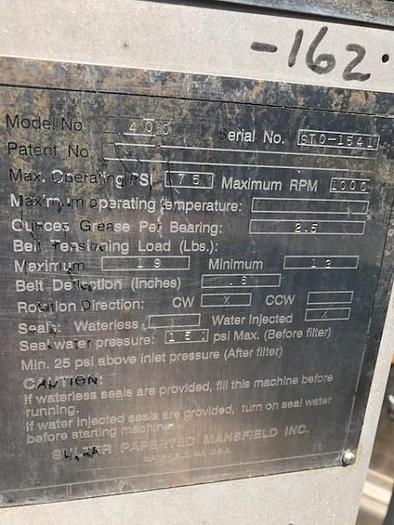 -162.
Model No. 400 Serial No. STO-1541
Patent No.
Max. Operating PSI 75 Maximum RPM 1000
Maximum operating temperature:
Ounces Grease Per Bearing: 2.5
Belt Tensioning Load (Lbs.):
Maximum 19 Minimum 13
Belt Deflection (Inches) .6
Rotation Direction: CW X CCW
Seals: Waterless Water Injected X
Seal water pressure: psi Max. (Before filter)
Min. 25 psi above inlet pressure (After filter)
CAUTION:
If waterless seals are provided, fill this machine before
running.
If water injected seals are provided, turn on seal water
before starting machine
SULZER PAPERTEC MANSFIELD INC.
MA U.S.A.